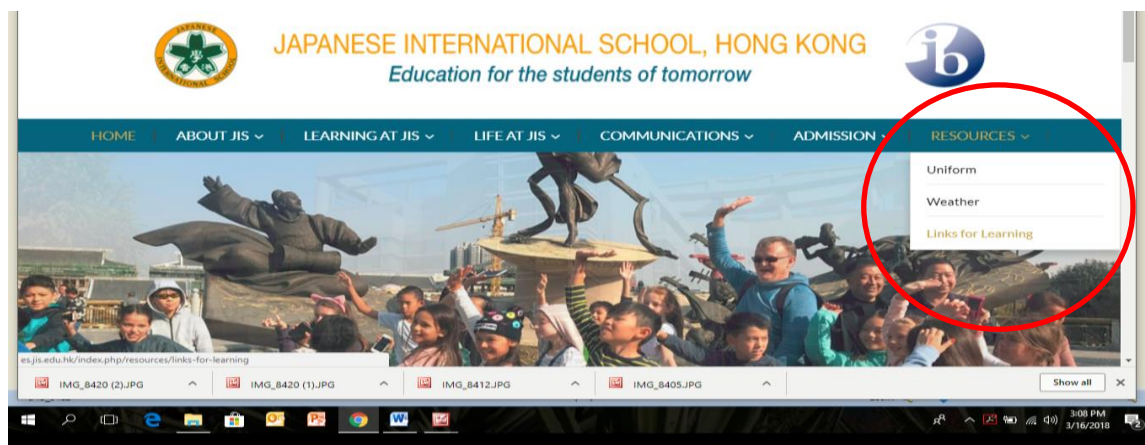 JAPANESE
INTERNATIONAL SCHOOL
JAPANESE INTERNATIONAL SCHOOL, HONG KONG
Education for the students of tomorrow
ib
HOME ABOUT JIS LEARNING AT JIS LIFE AT JIS COMMUNICATIONS ADMISSION RESOURCES
Uniform
Weather
Links for Learning
es.jis.edu.hk/index.php/resources/links-for-learning
IMG_8420 (2).JPG IMG_8420 (1).JPG IMG_8412.JPG IMG_8405.JPG Show all
3:08 PM
3/16/2018